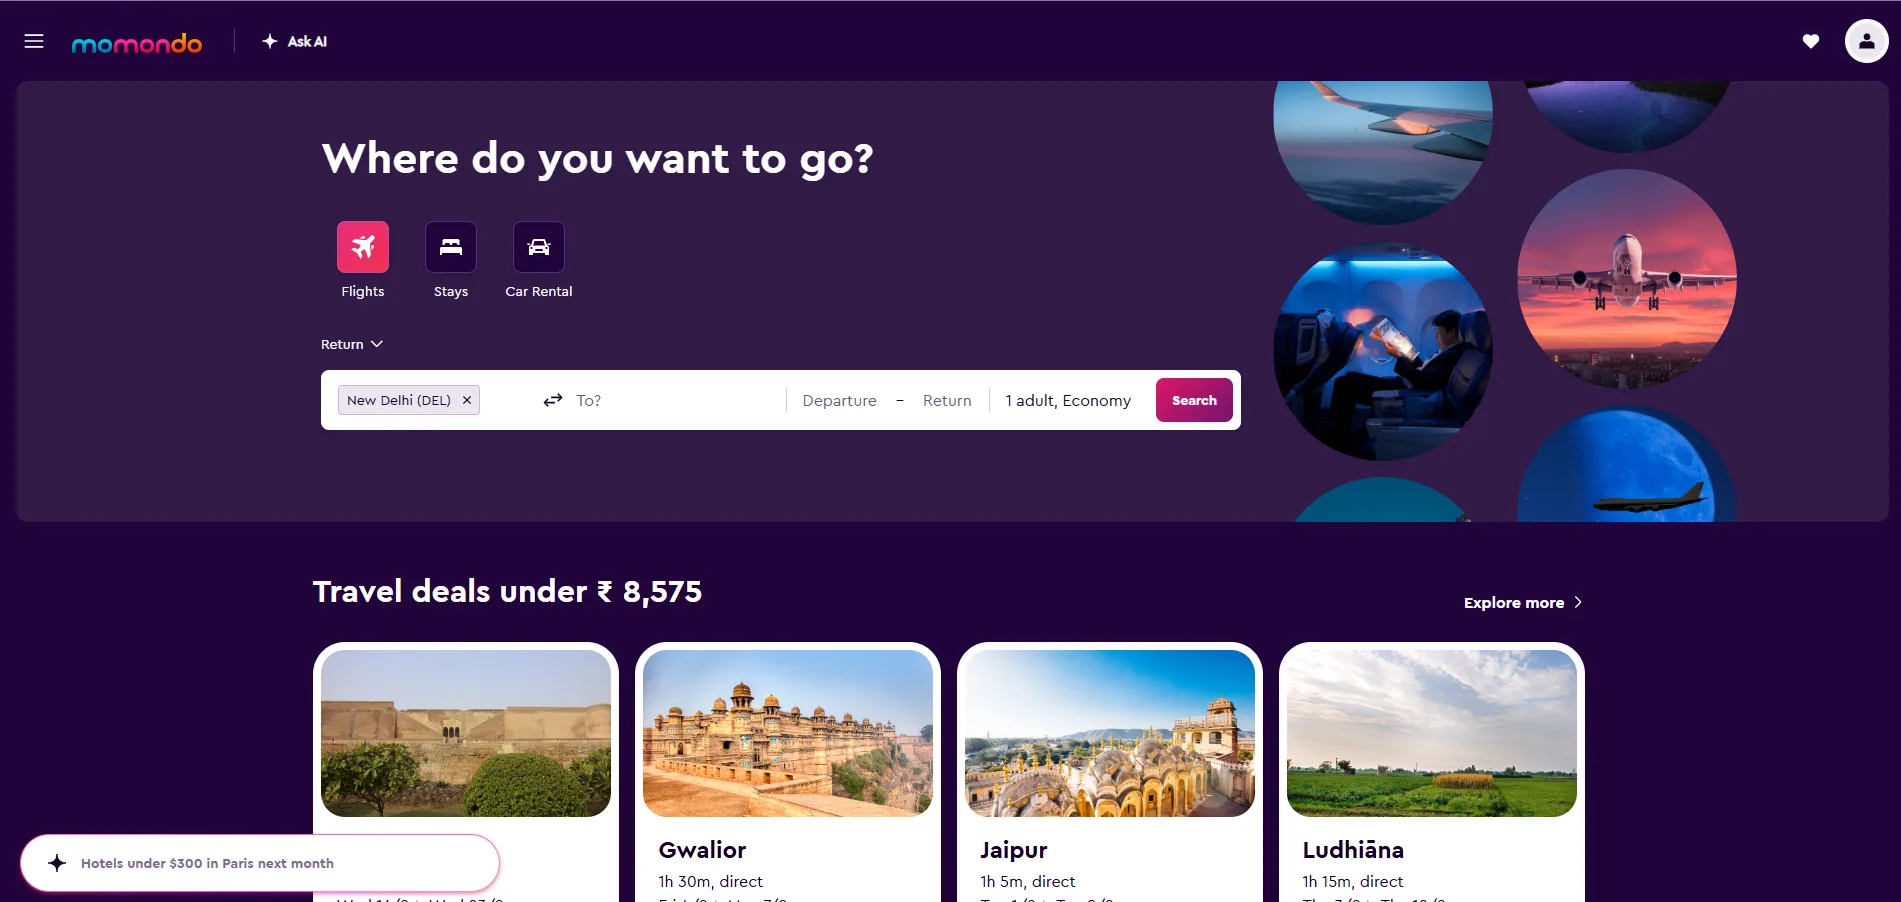 momondo
Ask AI
Where do you want to go?
Flights
Stays
Car Rental
Return
New Delhi (DEL)
To?
Departure – Return
1 adult, Economy
Search
Travel deals under ₹ 8,575
Explore more
Gwalior
1h 30m, direct
Jaipur
1h 5m, direct
Ludhiāna
1h 15m, direct
Hotels under $300 in Paris next month